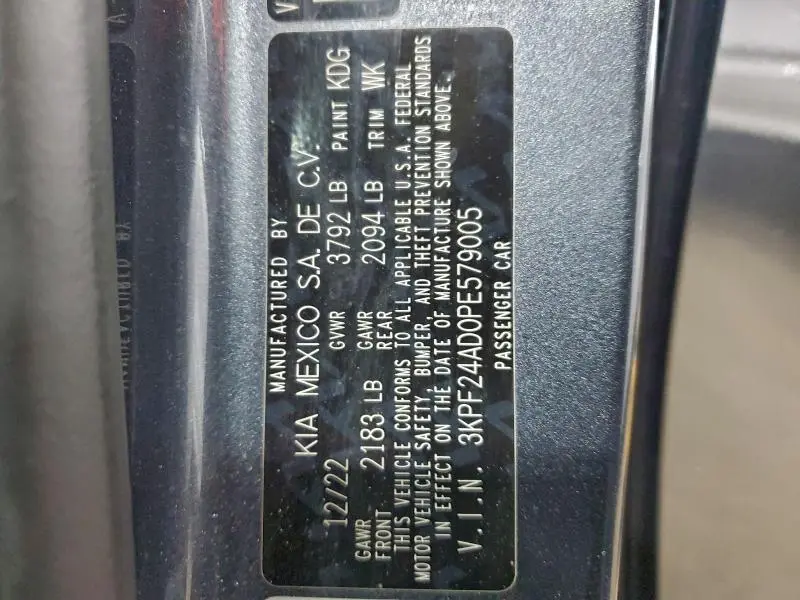 MANUFACTURED BY
KIA MEXICO S.A. DE C.V.
12/22 GVWR 3792 LB PAINT KDG
GAWR FRONT 2183 LB GAWR REAR 2094 LB TRIM WK
THIS VEHICLE CONFORMS TO ALL APPLICABLE U.S.A. FEDERAL
MOTOR VEHICLE SAFETY, BUMPER, AND THEFT PREVENTION STANDARDS
IN EFFECT ON THE DATE OF MANUFACTURE SHOWN ABOVE.
V.I.N. 3KPF24AD0PE579005
PASSENGER CAR